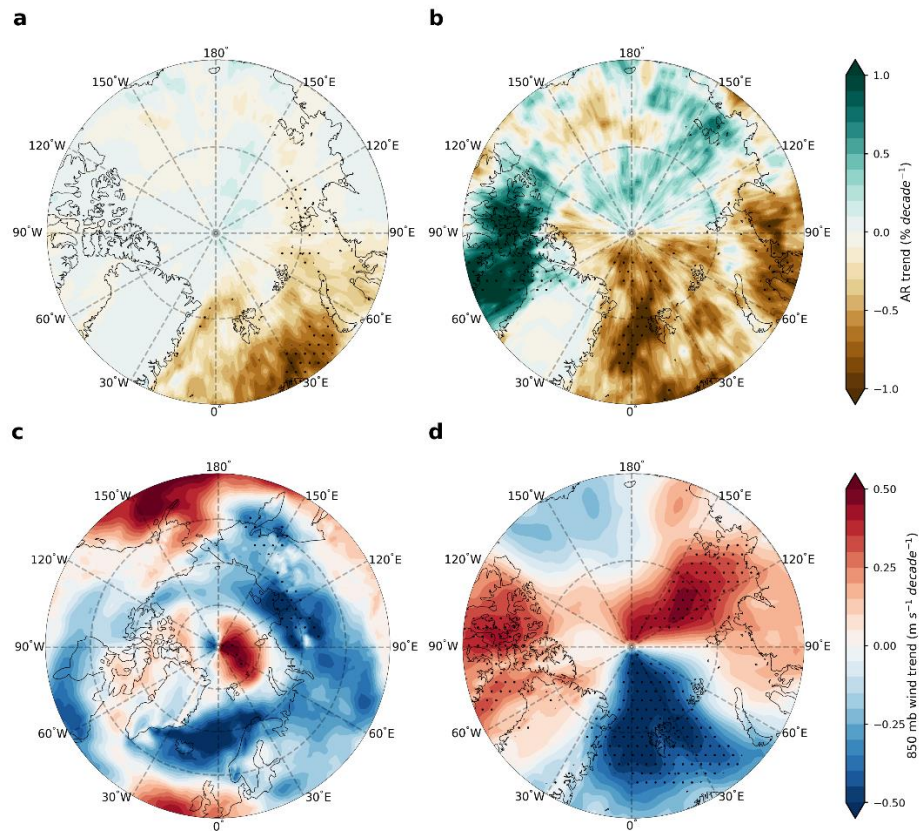 a
b
180°
150°W
150°E
120°W
120°E
90°W
90°E
60°W
60°E
30°W
30°E
0°
180°
150°W
150°E
120°W
120°E
90°W
90°E
60°W
60°E
30°W
30°E
0°
1.0
0.5
0.0
−0.5
−1.0
AR trend (% decade⁻¹)
c
d
180°
150°W
150°E
120°W
120°E
90°W
90°E
60°W
60°E
30°W
30°E
0°
180°
150°W
150°E
120°W
120°E
90°W
90°E
60°W
60°E
30°W
30°E
0°
0.50
0.25
0.00
−0.25
−0.50
850 mb wind trend (m s⁻¹ decade⁻¹)